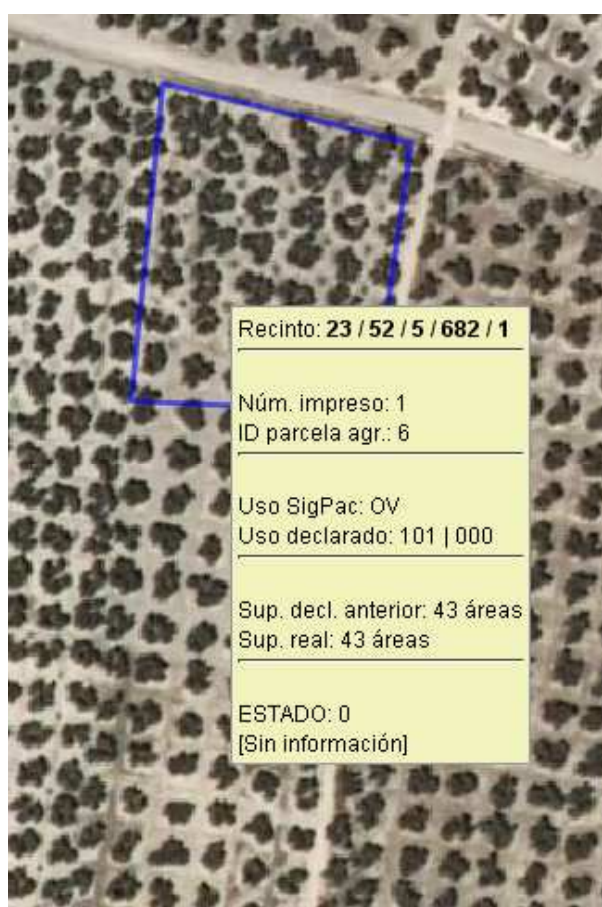 Recinto: 23 / 52 / 5 / 682 / 1
Núm. impreso: 1
ID parcela agr.: 6
Uso SigPac: OV
Uso declarado: 101 | 000
Sup. decl. anterior: 43 áreas
Sup. real: 43 áreas
ESTADO: 0
[Sin información]